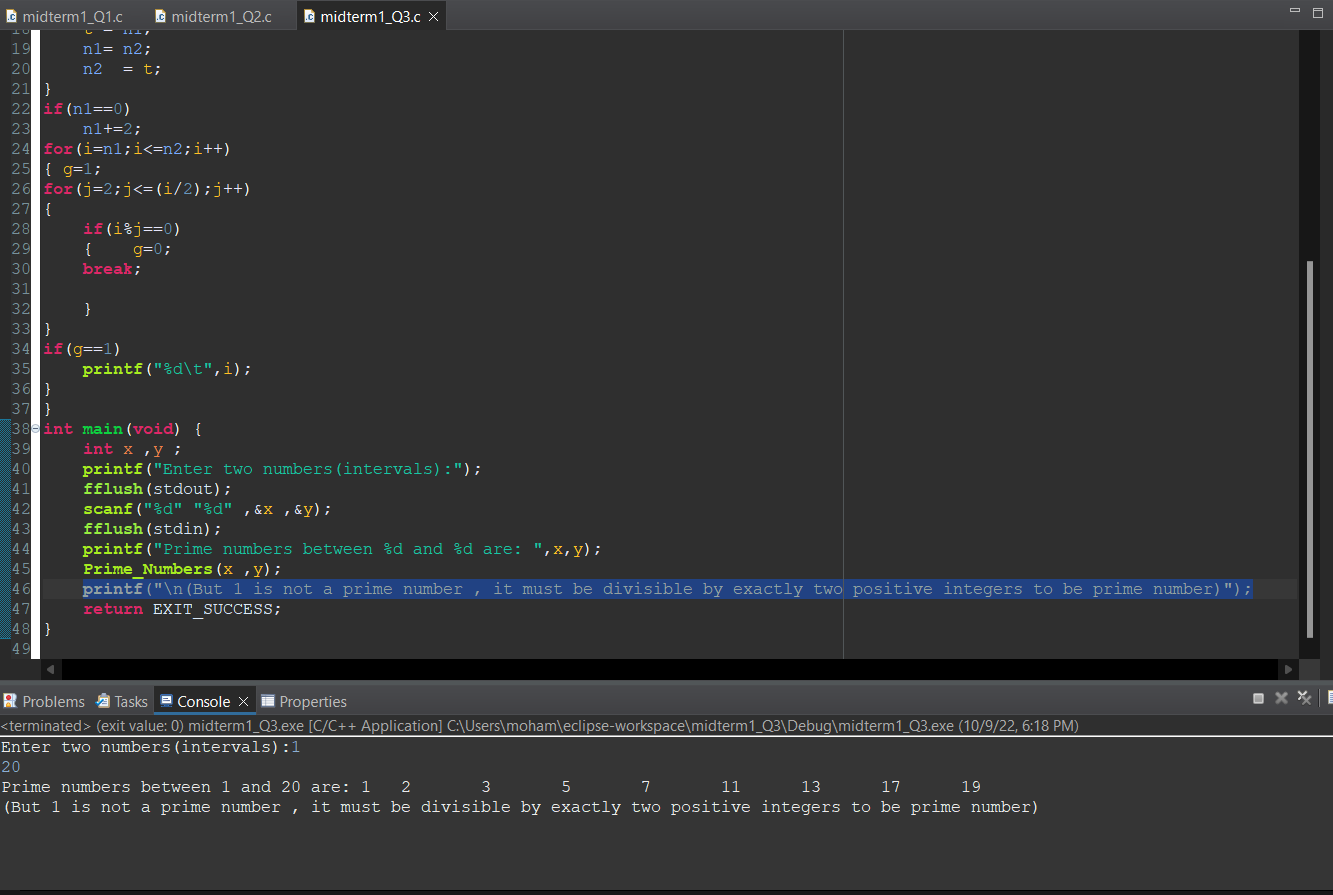 midterm1_Q1.c midterm1_Q2.c midterm1_Q3.c
18 t = n1;
19 n1= n2;
20 n2  = t;
21 }
22 if(n1==0)
23 n1+=2;
24 for(i=n1;i<=n2;i++)
25 { g=1;
26 for(j=2;j<=(i/2);j++)
27 {
28 if(i%j==0)
29 {    g=0;
30 break;
31
32 }
33 }
34 if(g==1)
35 printf("%d\t",i);
36 }
37 }
38 int main(void) {
39 int x ,y ;
40 printf("Enter two numbers(intervals):");
41 fflush(stdout);
42 scanf("%d" "%d" ,&x ,&y);
43 fflush(stdin);
44 printf("Prime numbers between %d and %d are: ",x,y);
45 Prime_Numbers(x ,y);
46 printf("\n(But 1 is not a prime number , it must be divisible by exactly two positive integers to be prime number)");
47 return EXIT_SUCCESS;
48 }
49
Problems Tasks Console Properties
<terminated> (exit value: 0) midterm1_Q3.exe [C/C++ Application] C:\Users\moham\eclipse-workspace\midterm1_Q3\Debug\midterm1_Q3.exe (10/9/22, 6:18 PM)
Enter two numbers(intervals):1
20
Prime numbers between 1 and 20 are: 1 2 3 5 7 11 13 17 19
(But 1 is not a prime number , it must be divisible by exactly two positive integers to be prime number)